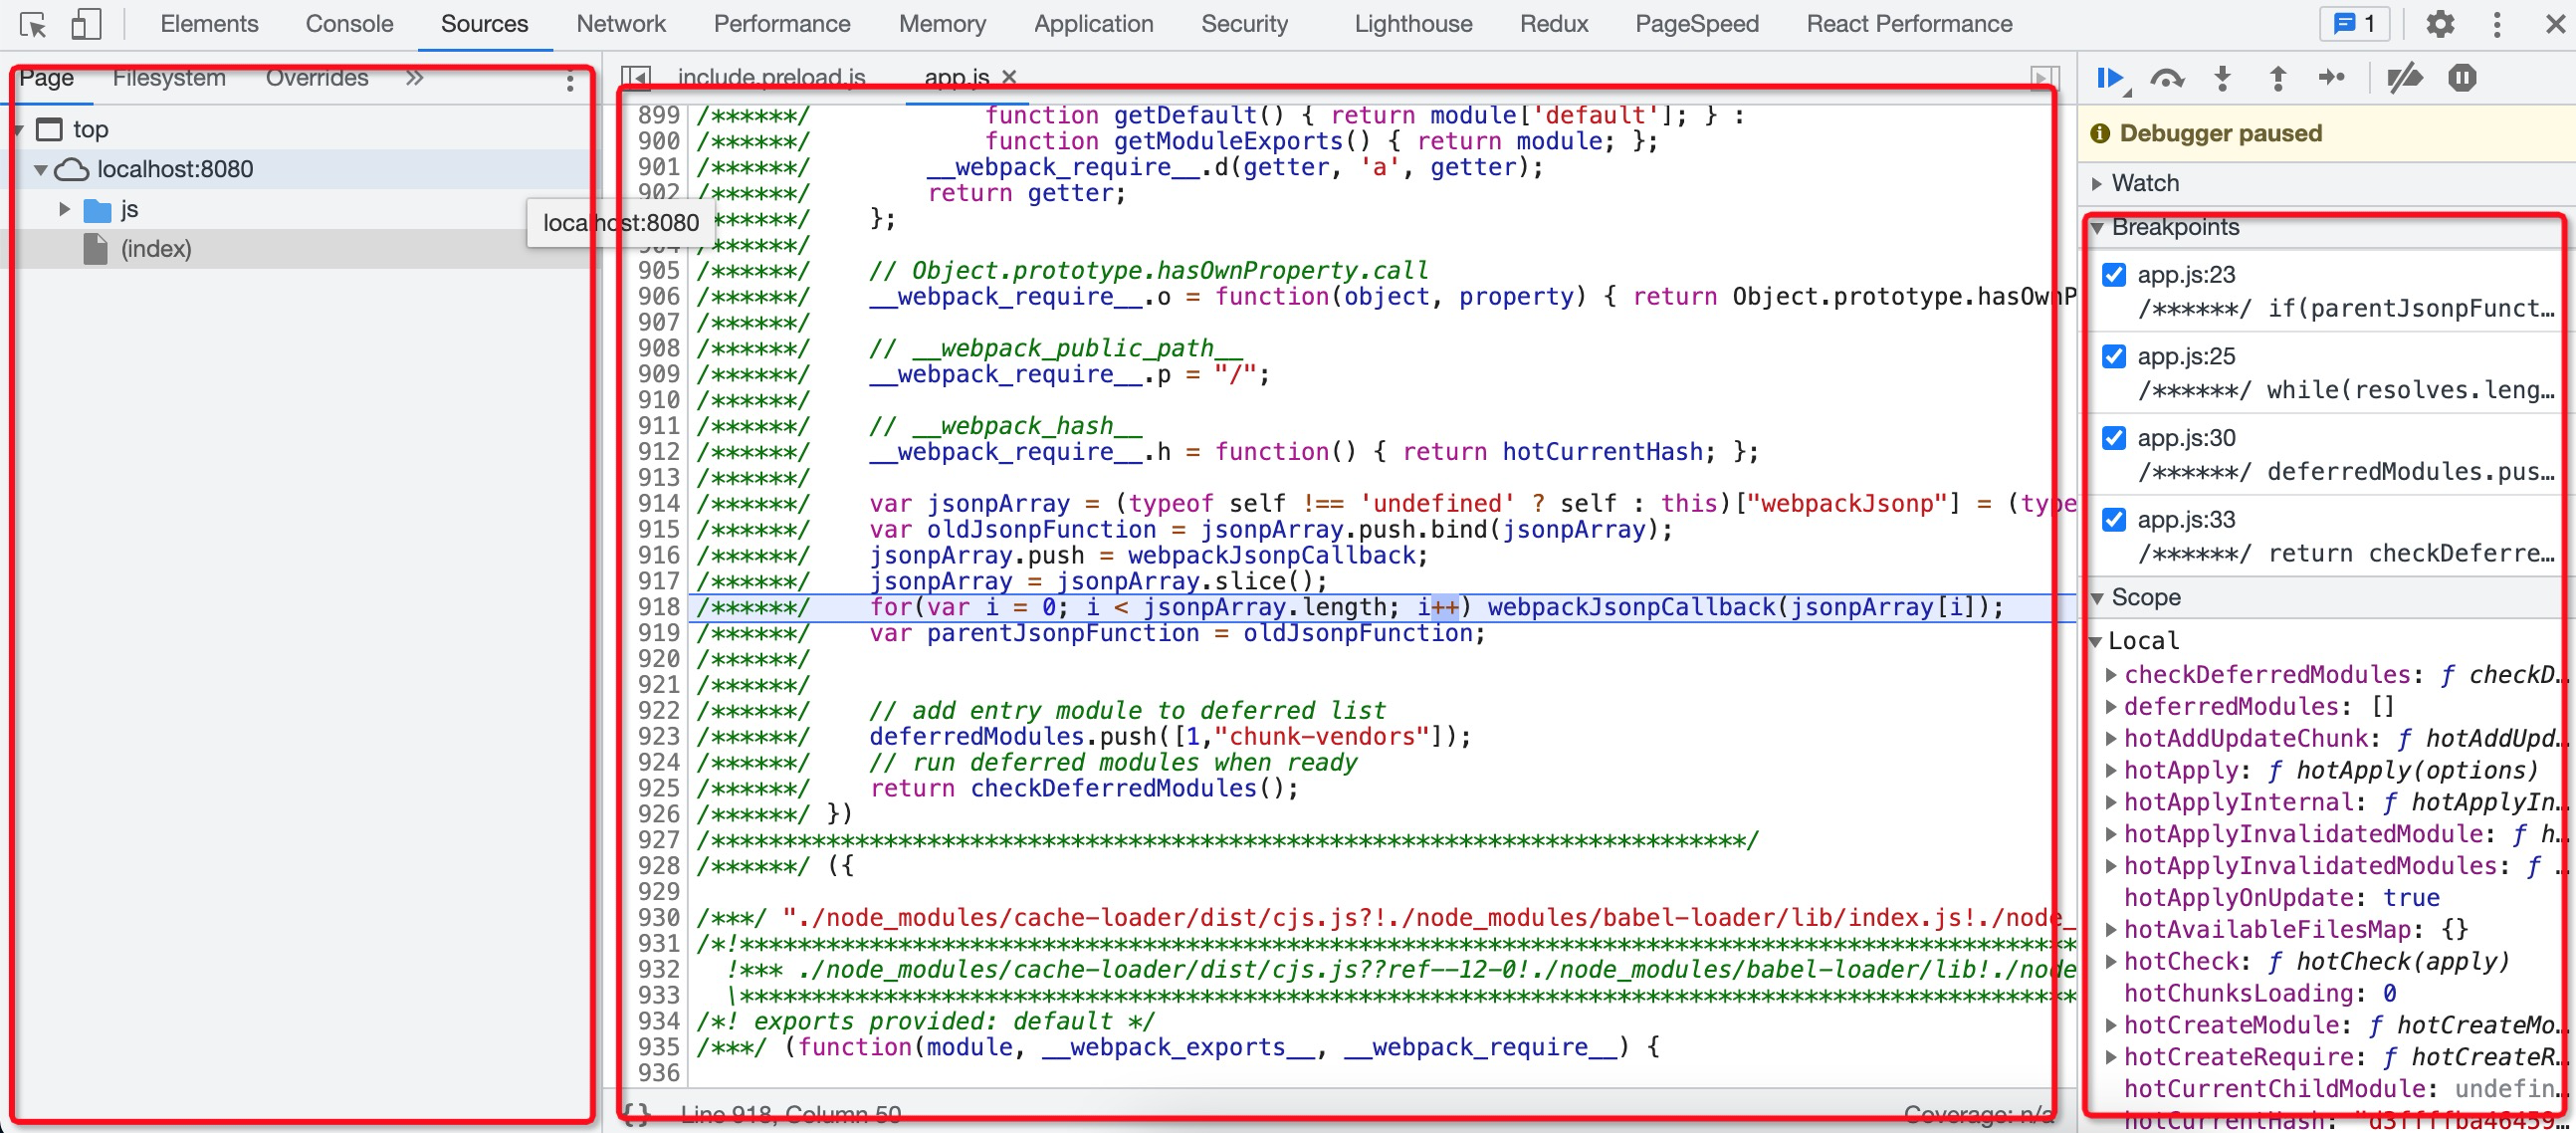 Elements Console Sources Network Performance Memory Application Security Lighthouse Redux PageSpeed React Performance 1
Page Filesystem Overrides »
top
localhost:8080
js
(index)
localhost:8080
include.preload.js app.js ×
899 /******/ function getDefault() { return module['default']; } :
900 /******/ function getModuleExports() { return module; };
901 /******/ __webpack_require__.d(getter, 'a', getter);
902 /******/ return getter;
******/ };
904 ******/
905 /******/ // Object.prototype.hasOwnProperty.call
906 /******/ __webpack_require__.o = function(object, property) { return Object.prototype.hasOwnP
907 /******/
908 /******/ // __webpack_public_path__
909 /******/ __webpack_require__.p = "/";
910 /******/
911 /******/ // __webpack_hash__
912 /******/ __webpack_require__.h = function() { return hotCurrentHash; };
913 /******/
914 /******/ var jsonpArray = (typeof self !== 'undefined' ? self : this)["webpackJsonp"] = (type
915 /******/ var oldJsonpFunction = jsonpArray.push.bind(jsonpArray);
916 /******/ jsonpArray.push = webpackJsonpCallback;
917 /******/ jsonpArray = jsonpArray.slice();
918 /******/ for(var i = 0; i < jsonpArray.length; i++) webpackJsonpCallback(jsonpArray[i]);
919 /******/ var parentJsonpFunction = oldJsonpFunction;
920 /******/
921 /******/
922 /******/ // add entry module to deferred list
923 /******/ deferredModules.push([1,"chunk-vendors"]);
924 /******/ // run deferred modules when ready
925 /******/ return checkDeferredModules();
926 /******/ })
927 /************************************************************************/
928 /******/ ({
929
930 /***/ "./node_modules/cache-loader/dist/cjs.js?!./node_modules/babel-loader/lib/index.js!./node_
931 /*!*********************************************************************************************
932 !*** ./node_modules/cache-loader/dist/cjs.js??ref--12-0!./node_modules/babel-loader/lib!./node
933 \*********************************************************************************************
934 /*! exports provided: default */
935 /***/ (function(module, __webpack_exports__, __webpack_require__) {
936
{} Line 918, Column 50 Coverage: n/a
Debugger paused
Watch
Breakpoints
app.js:23
/******/ if(parentJsonpFunct…
app.js:25
/******/ while(resolves.leng…
app.js:30
/******/ deferredModules.pus…
app.js:33
/******/ return checkDeferre…
Scope
Local
checkDeferredModules: ƒ checkD…
deferredModules: []
hotAddUpdateChunk: ƒ hotAddUpd…
hotApply: ƒ hotApply(options)
hotApplyInternal: ƒ hotApplyIn…
hotApplyInvalidatedModule: ƒ h…
hotApplyInvalidatedModules: ƒ …
hotApplyOnUpdate: true
hotAvailableFilesMap: {}
hotCheck: ƒ hotCheck(apply)
hotChunksLoading: 0
hotCreateModule: ƒ hotCreateMo…
hotCreateRequire: ƒ hotCreateR…
hotCurrentChildModule: undefin…
hotCurrentHash: "d3ffffba46459…